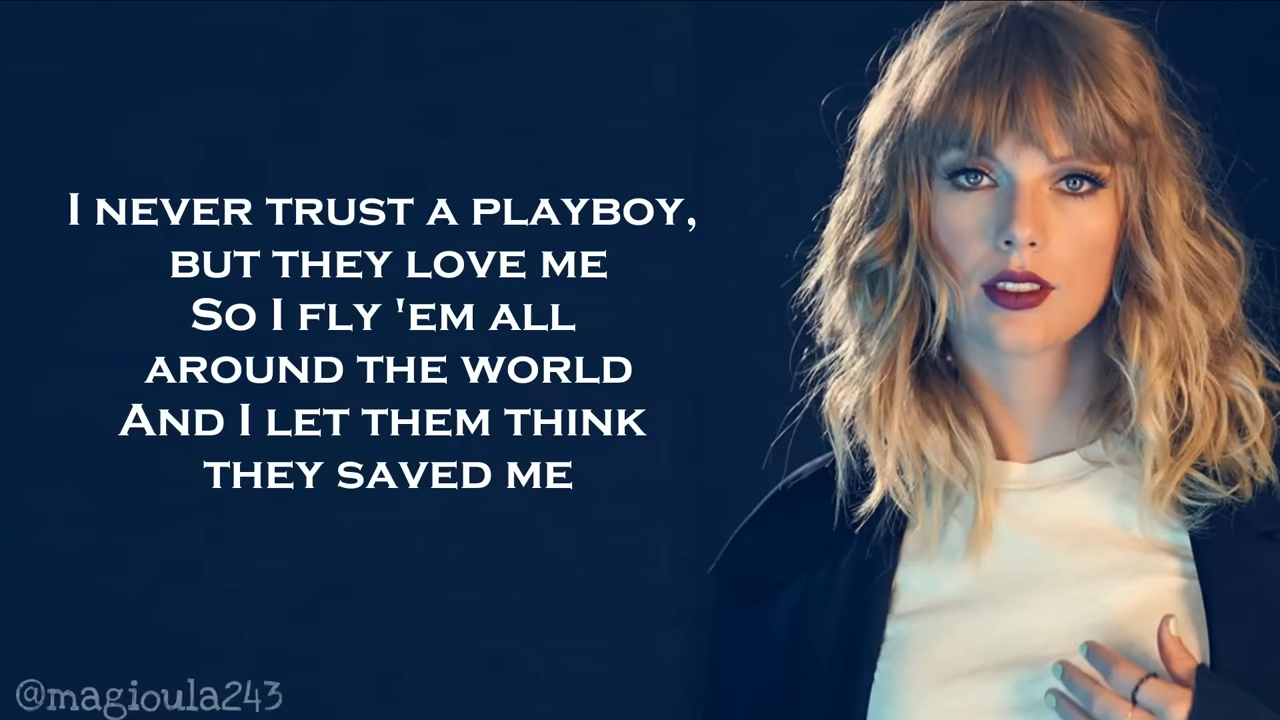 I NEVER TRUST A PLAYBOY,
BUT THEY LOVE ME
SO I FLY 'EM ALL
AROUND THE WORLD
AND I LET THEM THINK
THEY SAVED ME
@magioula243